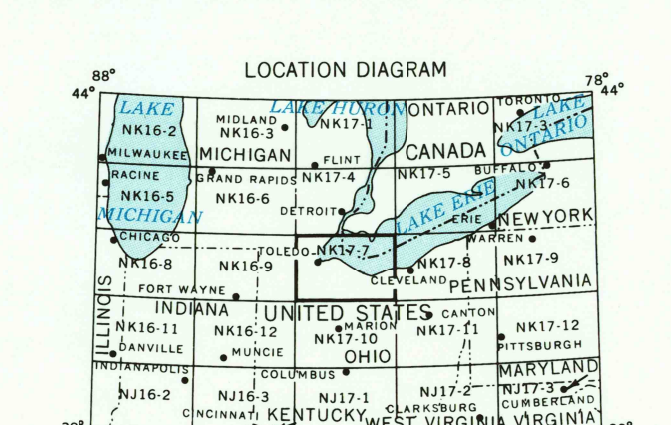 LOCATION DIAGRAM
88° 78°
44° 44°
LAKE LAKE HURON ONTARIO TORONTO LAKE
NK16-2 MIDLAND NK17-1 NK17-3 ONTARIO
NK16-3
MILWAUKEE MICHIGAN FLINT CANADA BUFFALO
RACINE GRAND RAPIDS NK17-4 NK17-5 NK17-6
NK16-5 NK16-6
MICHIGAN DETROIT LAKE ERIE ERIE NEW YORK
CHICAGO TOLEDO NK17-7 WARREN
NK16-8 NK16-9 NK17-8 NK17-9
CLEVELAND PENNSYLVANIA
FORT WAYNE
ILLINOIS INDIANA UNITED STATES CANTON
NK16-11 NK16-12 MARION NK17-11 NK17-12
NK17-10
DANVILLE MUNCIE OHIO PITTSBURGH
INDIANAPOLIS COLUMBUS MARYLAND
NJ16-2 NJ16-3 NJ17-1 NJ17-2 NJ17-3
CUMBERLAND
CINCINNATI KENTUCKY CLARKSBURG
WEST VIRGINIA VIRGINIA